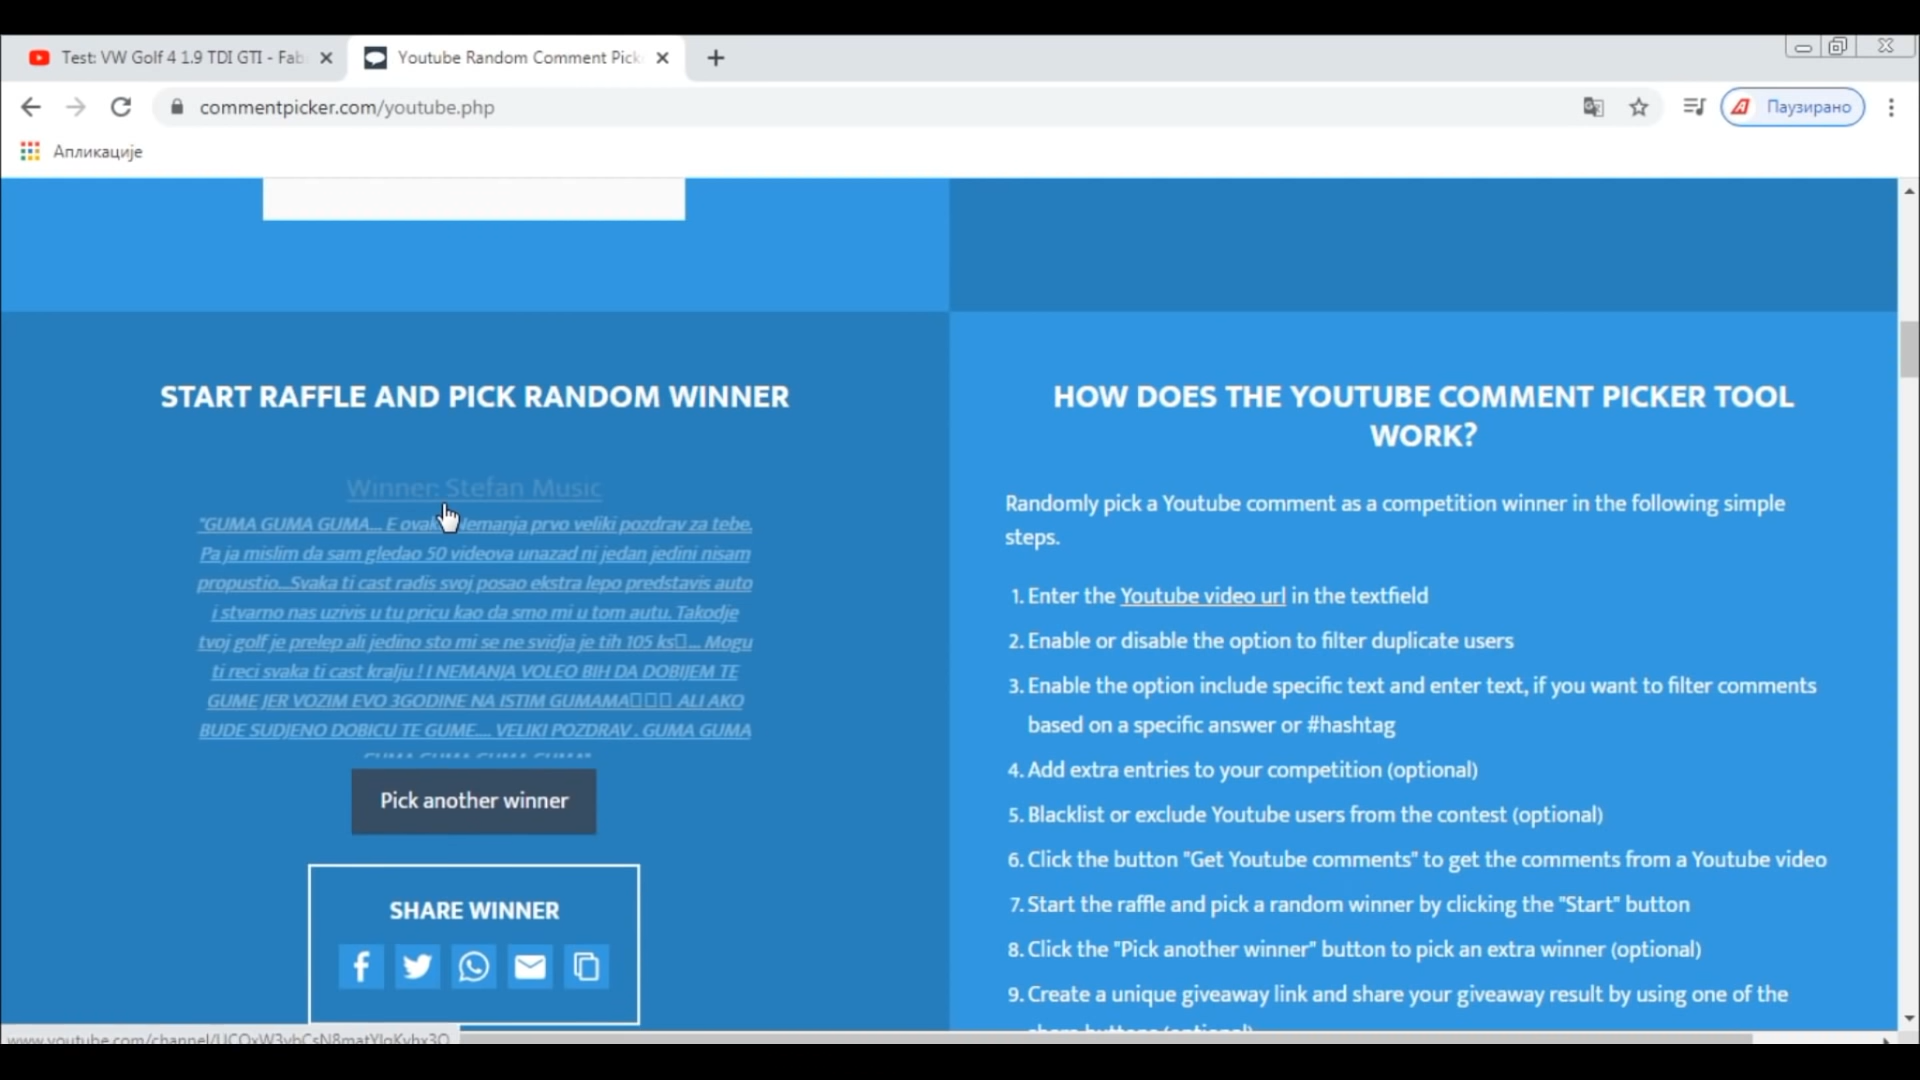 Test: VW Golf 4 1.9 TDI GTI - Fab
Youtube Random Comment Pick
commentpicker.com/youtube.php
Паузирано
Апликације
START RAFFLE AND PICK RANDOM WINNER
Winner: Stefan Music
"GUMA GUMA GUMA... E ovak Nemanja prvo veliki pozdrav za tebe.
Pa ja mislim da sam gledao 50 videova unazad ni jedan jedini nisam
propustio...Svaka ti cast radis svoj posao ekstra lepo predstavis auto
i stvarno nas uzivis u tu pricu kao da smo mi u tom autu. Takodje
tvoj golf je prelep ali jedino sto mi se ne svidja je tih 105 ks□... Mogu
ti reci svaka ti cast kralju ! I NEMANJA VOLEO BIH DA DOBIJEM TE
GUME JER VOZIM EVO 3GODINE NA ISTIM GUMAMA□□□ ALI AKO
BUDE SUDJENO DOBICU TE GUME.... VELIKI POZDRAV . GUMA GUMA
GUMA GUMA GUMA GUMA"
Pick another winner
SHARE WINNER
HOW DOES THE YOUTUBE COMMENT PICKER TOOL
WORK?
Randomly pick a Youtube comment as a competition winner in the following simple
steps.
1. Enter the Youtube video url in the textfield
2. Enable or disable the option to filter duplicate users
3. Enable the option include specific text and enter text, if you want to filter comments
based on a specific answer or #hashtag
4. Add extra entries to your competition (optional)
5. Blacklist or exclude Youtube users from the contest (optional)
6. Click the button "Get Youtube comments" to get the comments from a Youtube video
7. Start the raffle and pick a random winner by clicking the "Start" button
8. Click the "Pick another winner" button to pick an extra winner (optional)
9. Create a unique giveaway link and share your giveaway result by using one of the
share buttons (optional)